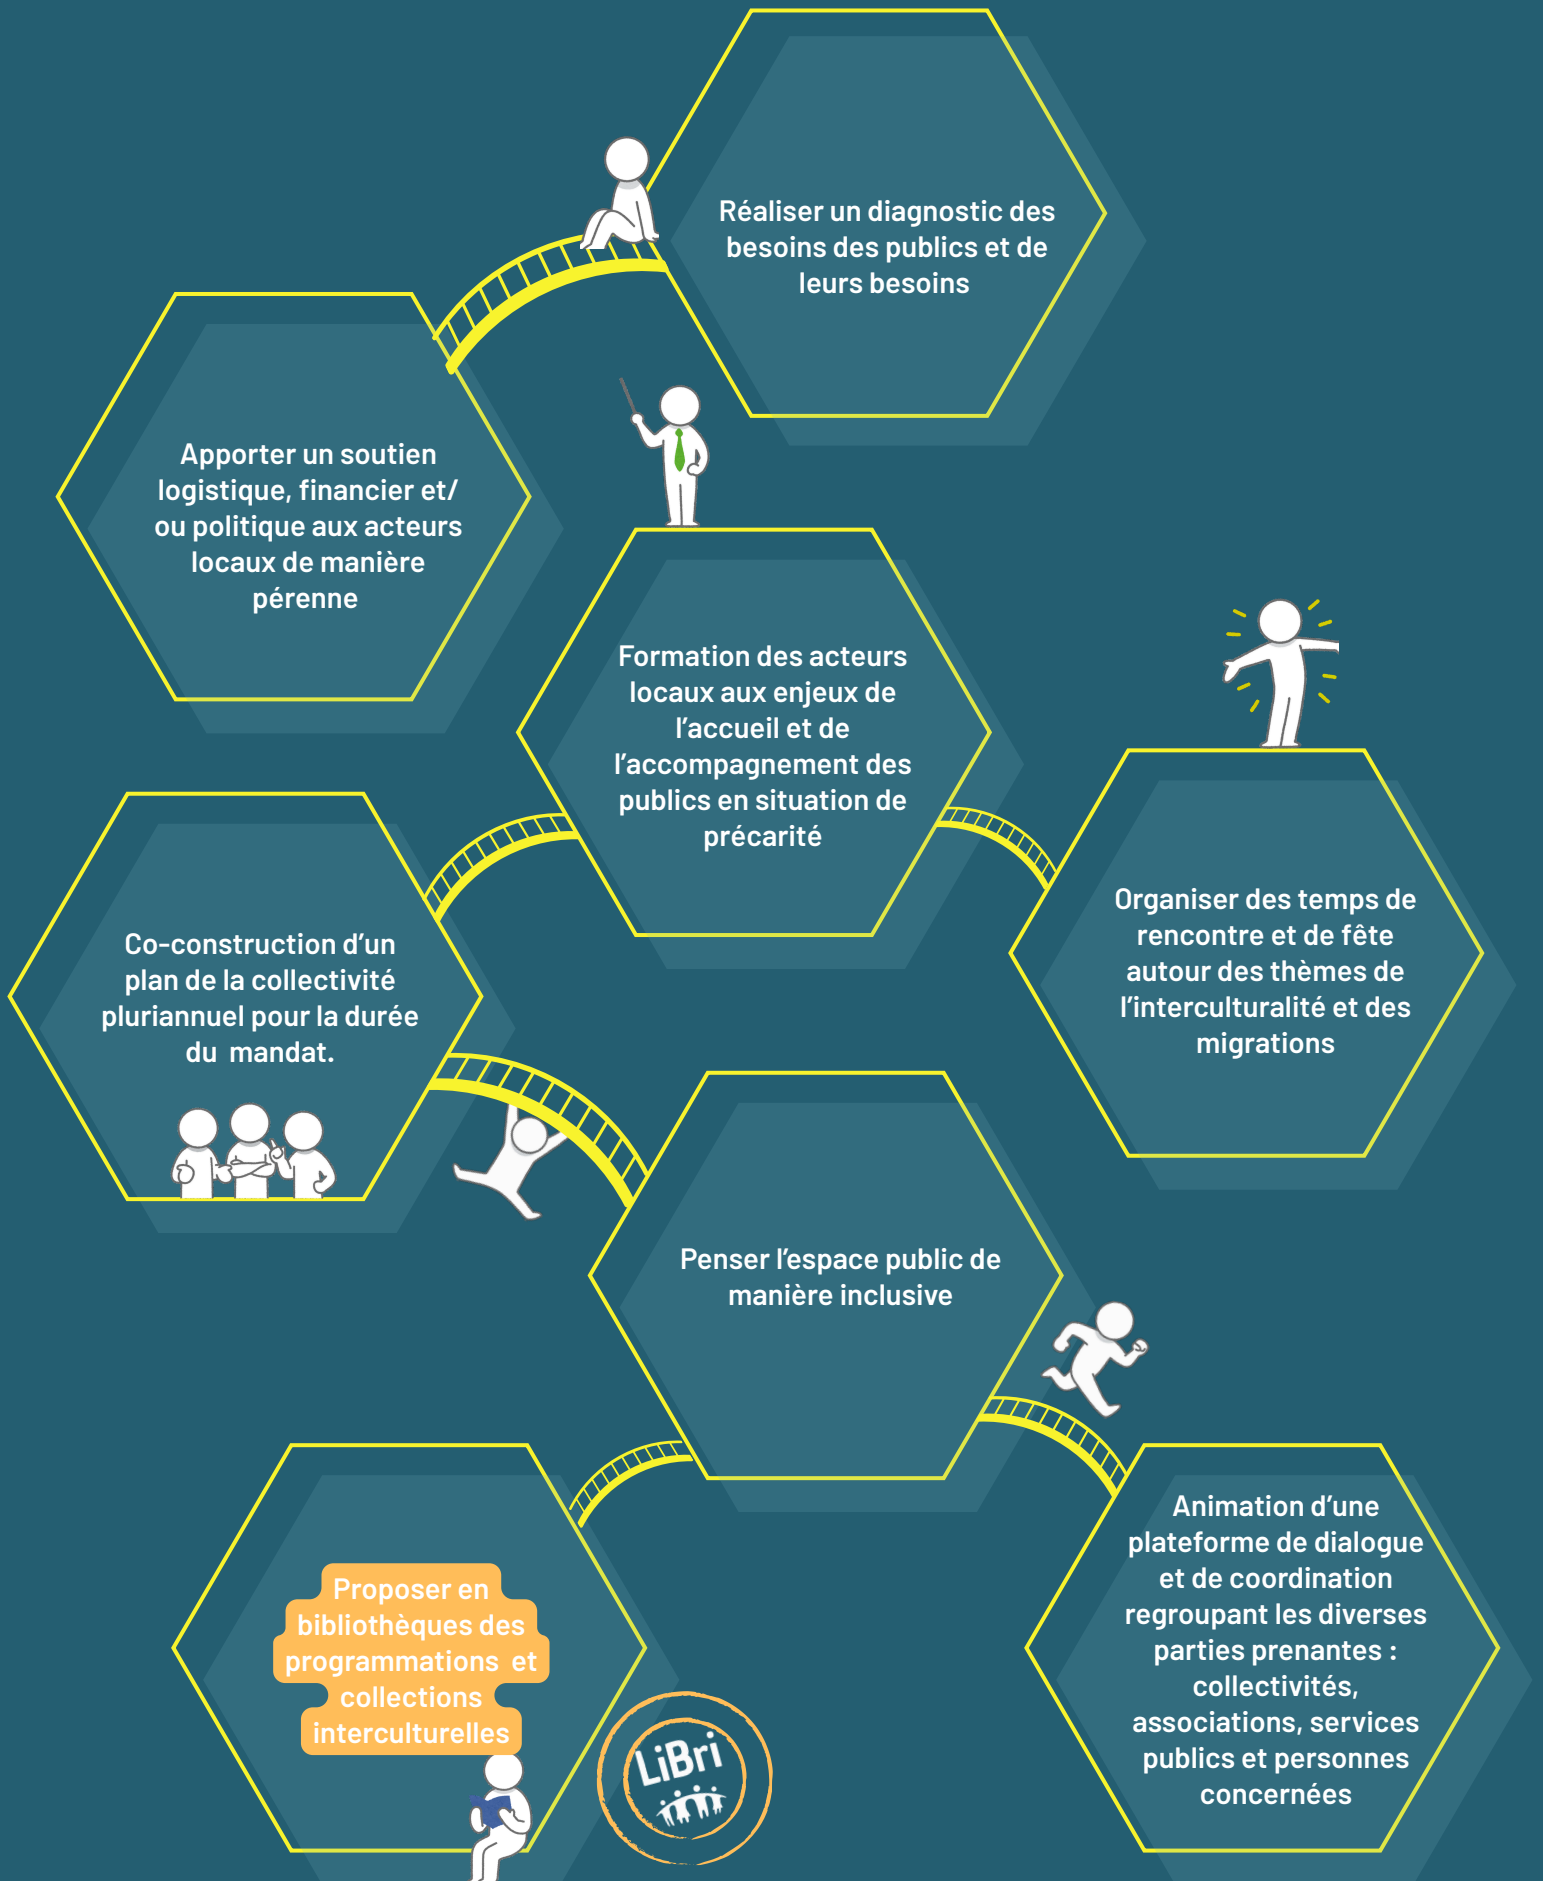 Réaliser un diagnostic des
besoins des publics et de
leurs besoins
Apporter un soutien
logistique, financier et/
ou politique aux acteurs
locaux de manière
pérenne
Formation des acteurs
locaux aux enjeux de
l'accueil et de
l'accompagnement des
publics en situation de
précarité
Organiser des temps de
rencontre et de fête
autour des thèmes de
l'interculturalité et des
migrations
Co-construction d'un
plan de la collectivité
pluriannuel pour la durée
du mandat.
Penser l'espace public de
manière inclusive
Proposer en
bibliothèques des
programmations et
collections
interculturelles
LiBri
Animation d'une
plateforme de dialogue
et de coordination
regroupant les diverses
parties prenantes :
collectivités,
associations, services
publics et personnes
concernées